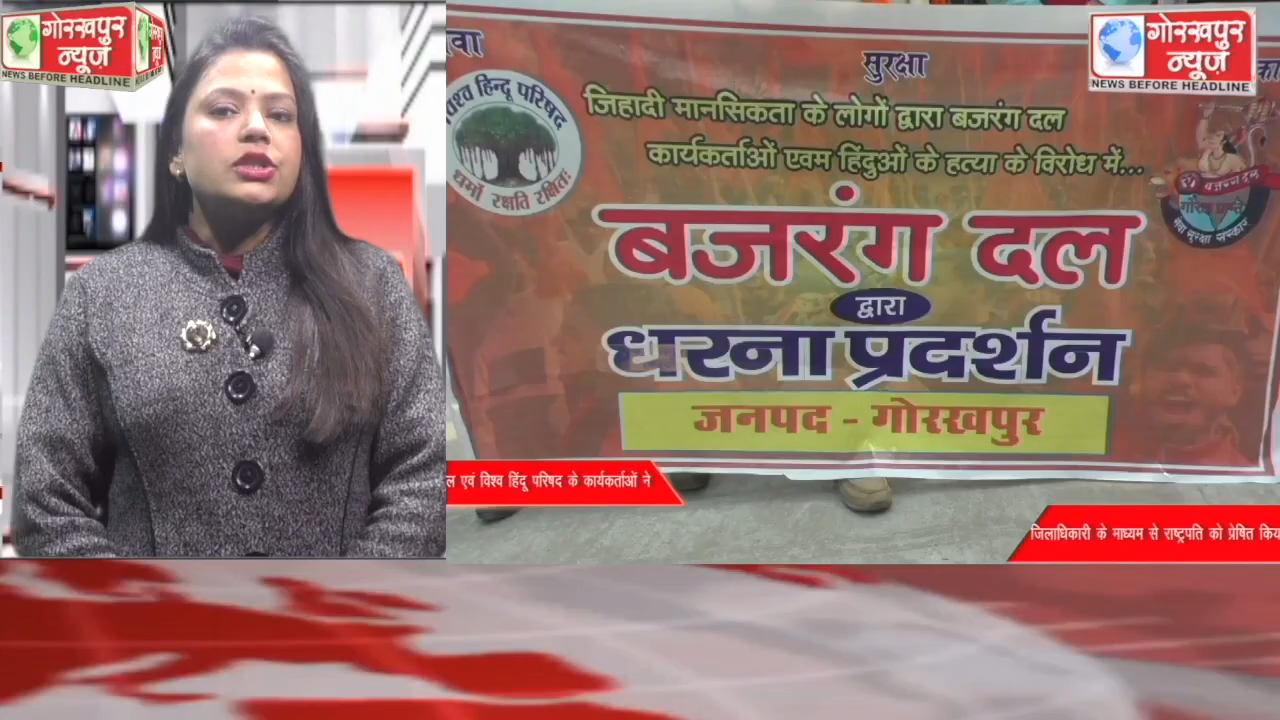 गोरखपुर
न्यूज़
NEWS BEFORE HEADLINE
गोरखपुर
न्यूज़
NEWS BEFORE HEADLINE
सुरक्षा
विश्व हिन्दू परिषद
धर्मो रक्षति रक्षितः
जिहादी मानसिकता के लोगों द्वारा बजरंग दल
कार्यकर्ताओं एवम हिंदुओं के हत्या के विरोध में...
बजरंग दल
सेवा सुरक्षा संस्कार
बजरंग दल
द्वारा
धरना प्रदर्शन
जनपद - गोरखपुर
ल एवं विश्व हिंदू परिषद के कार्यकर्ताओं ने
जिलाधिकारी के माध्यम से राष्ट्रपति को प्रेषित किय